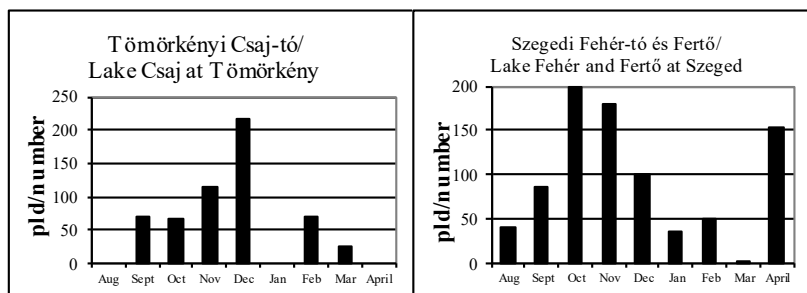 Tömörkényi Csaj-tó/
Lake Csaj at Tömörkény
pld/number
250
200
150
100
50
0
Aug Sept Oct Nov Dec Jan Feb Mar April
Szegedi Fehér-tó és Fertő/
Lake Fehér and Fertő at Szeged
pld/number
200
150
100
50
0
Aug Sept Oct Nov Dec Jan Feb Mar April